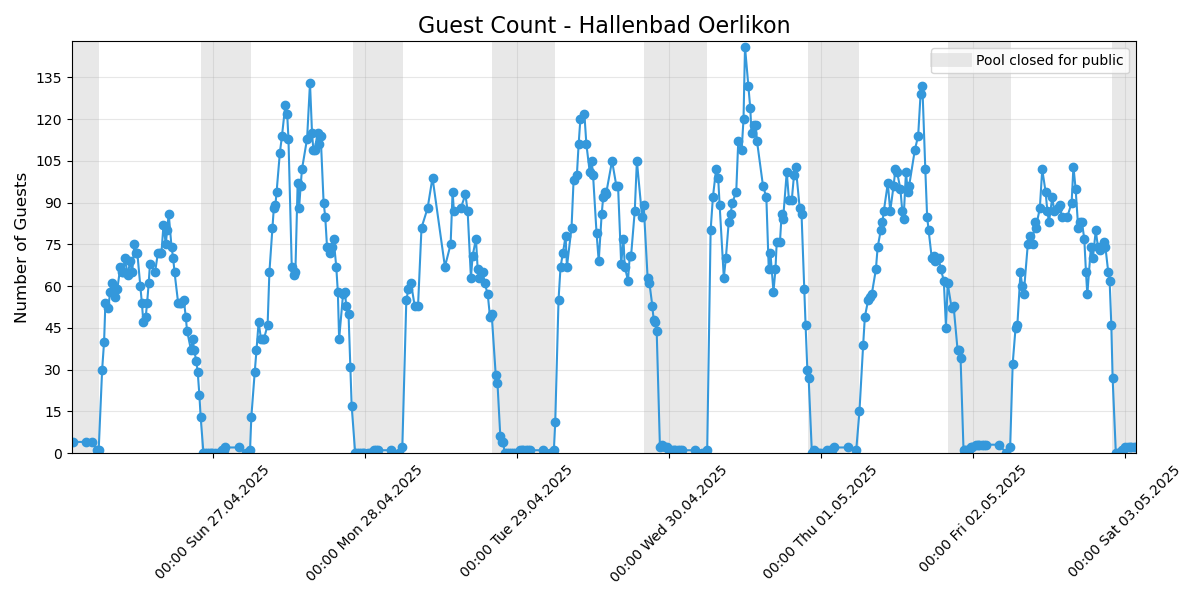 Guest Count - Hallenbad Oerlikon
Pool closed for public
Number of Guests
135
120
105
90
75
60
45
30
15
0
00:00 Sun 27.04.2025
00:00 Mon 28.04.2025
00:00 Tue 29.04.2025
00:00 Wed 30.04.2025
00:00 Thu 01.05.2025
00:00 Fri 02.05.2025
00:00 Sat 03.05.2025